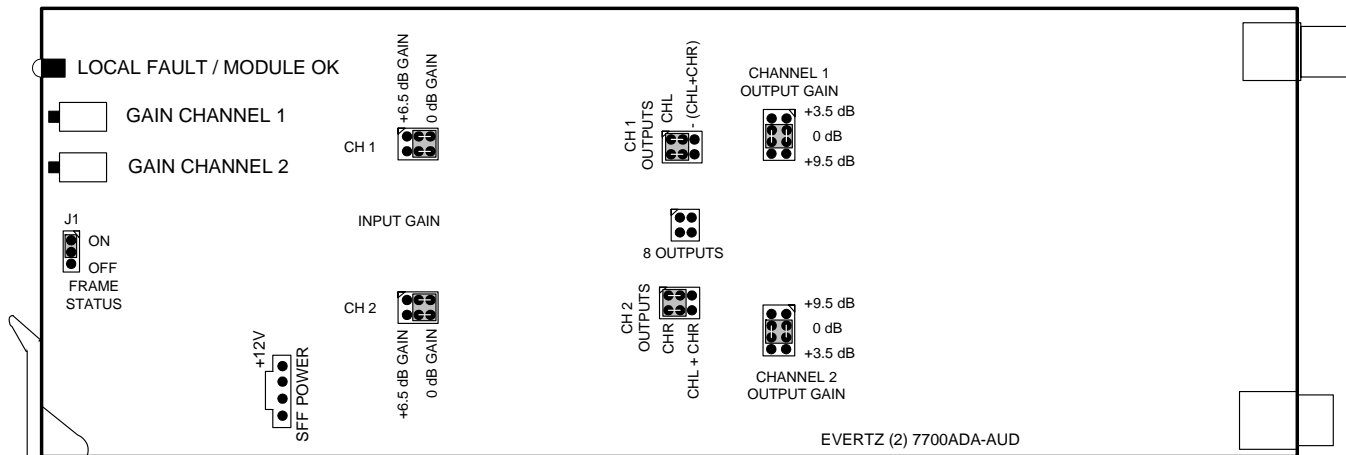 LOCAL FAULT / MODULE OK
GAIN CHANNEL 1
GAIN CHANNEL 2
J1
ON
OFF
FRAME
STATUS
+12V
SFF POWER
+6.5 dB GAIN
0 dB GAIN
CH 1
INPUT GAIN
CH 2
+6.5 dB GAIN
0 dB GAIN
CH 1
OUTPUTS
CHL
- (CHL+CHR)
8 OUTPUTS
CH 2
OUTPUTS
CHR
CHL + CHR
CHANNEL 1
OUTPUT GAIN
+3.5 dB
0 dB
+9.5 dB
+9.5 dB
0 dB
+3.5 dB
CHANNEL 2
OUTPUT GAIN
EVERTZ (2) 7700ADA-AUD